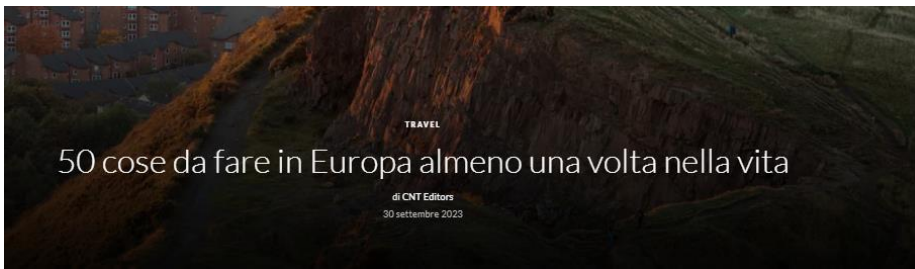 TRAVEL
50 cose da fare in Europa almeno una volta nella vita
di CNT Editors
30 settembre 2023